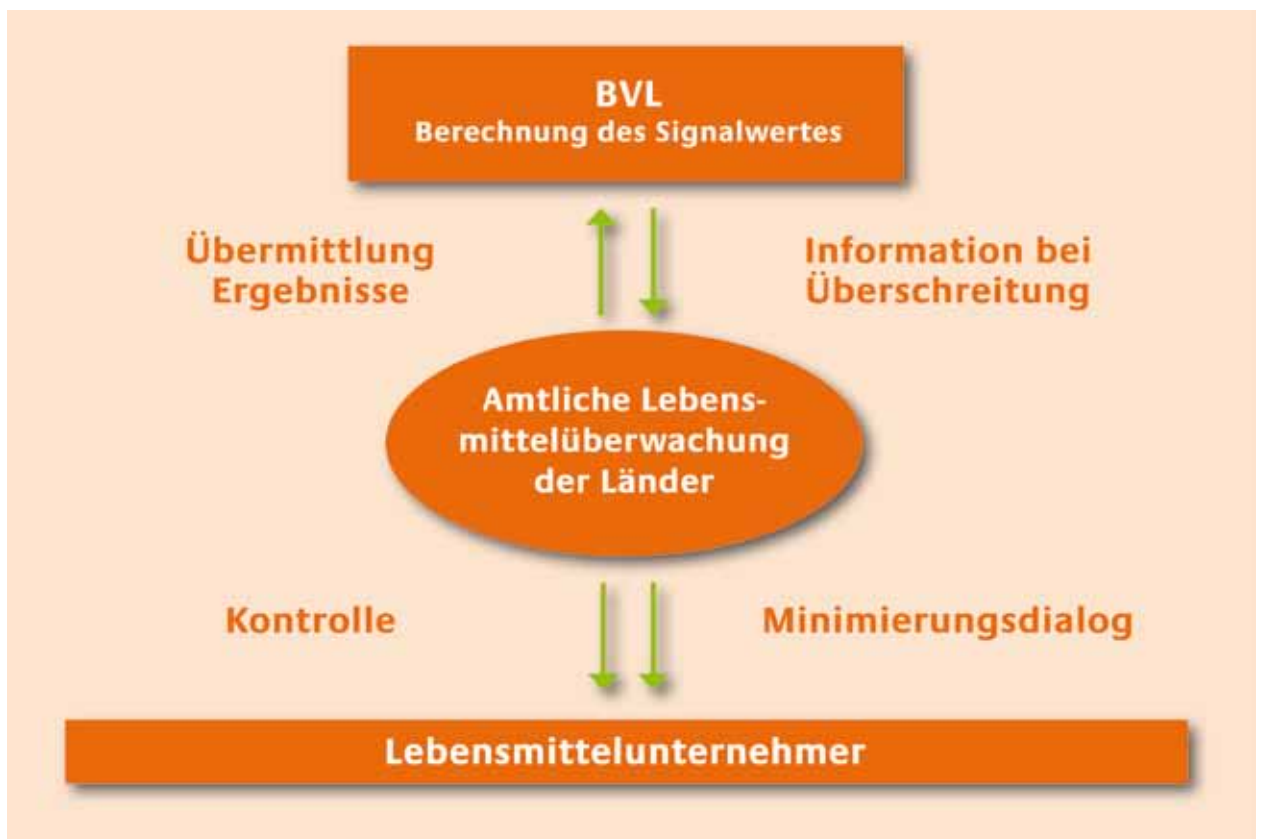 BVL
Berechnung des Signalwertes
Übermittlung
Ergebnisse
Information bei
Überschreitung
Amtliche Lebens-
mittelüberwachung
der Länder
Kontrolle
Minimierungsdialog
Lebensmittelunternehmer